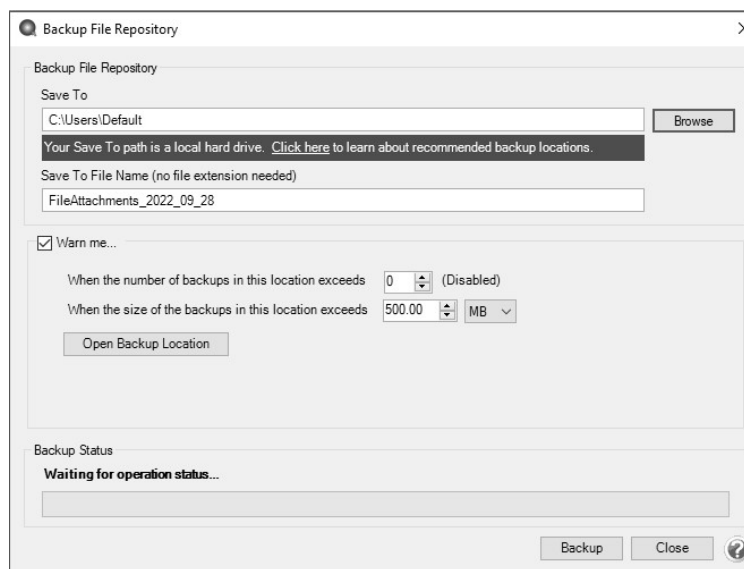 Backup File Repository
Backup File Repository
Save To
C:\Users\Default
Browse
Your Save To path is a local hard drive. Click here to learn about recommended backup locations.
Save To File Name (no file extension needed)
FileAttachments_2022_09_28
Warn me...
When the number of backups in this location exceeds 0 (Disabled)
When the size of the backups in this location exceeds 500.00 MB
Open Backup Location
Backup Status
Waiting for operation status...
Backup Close ?